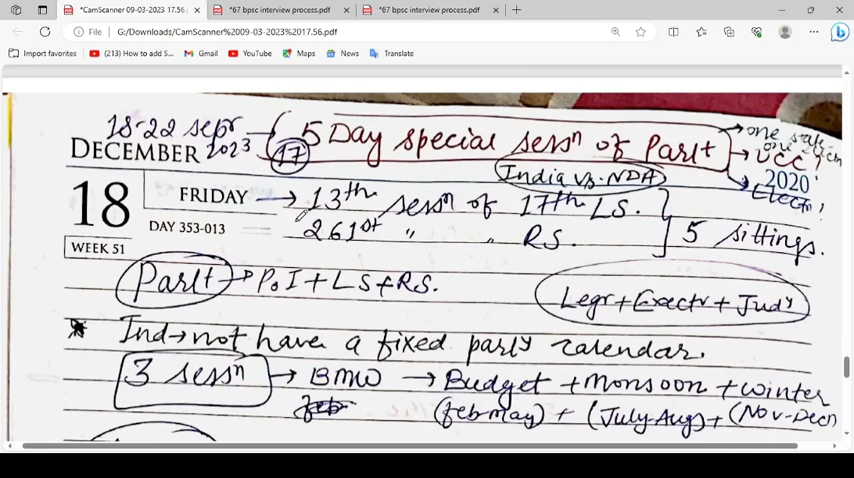 *CamScanner 09-03-2023 17.56.p
*67 bpsc interview process.pdf
*67 bpsc interview process.pdf
File
G:/Downloads/CamScanner%2009-03-2023%2017.56.pdf
Import favorites
(213) How to add S...
Gmail
YouTube
Maps
News
Translate
18-22 sepr → 5 Day special sessn of Parlt → one state
one
DECEMBER 2023 17 → UCC?
India vs. NDA 2020
→ Electn?
18 FRIDAY → 13th sessn of 17th LS.
DAY 353-013 261st " " RS. 5 sittings.
WEEK 51
Parlt → P.I + LS + RS.
Legr + Exectv + Judy
* Ind → not have a fixed parly calendar.
3 sessn → BMW → Budget + Monsoon + Winter
feb (feb-may) + (July-Aug) + (Nov-Dec)